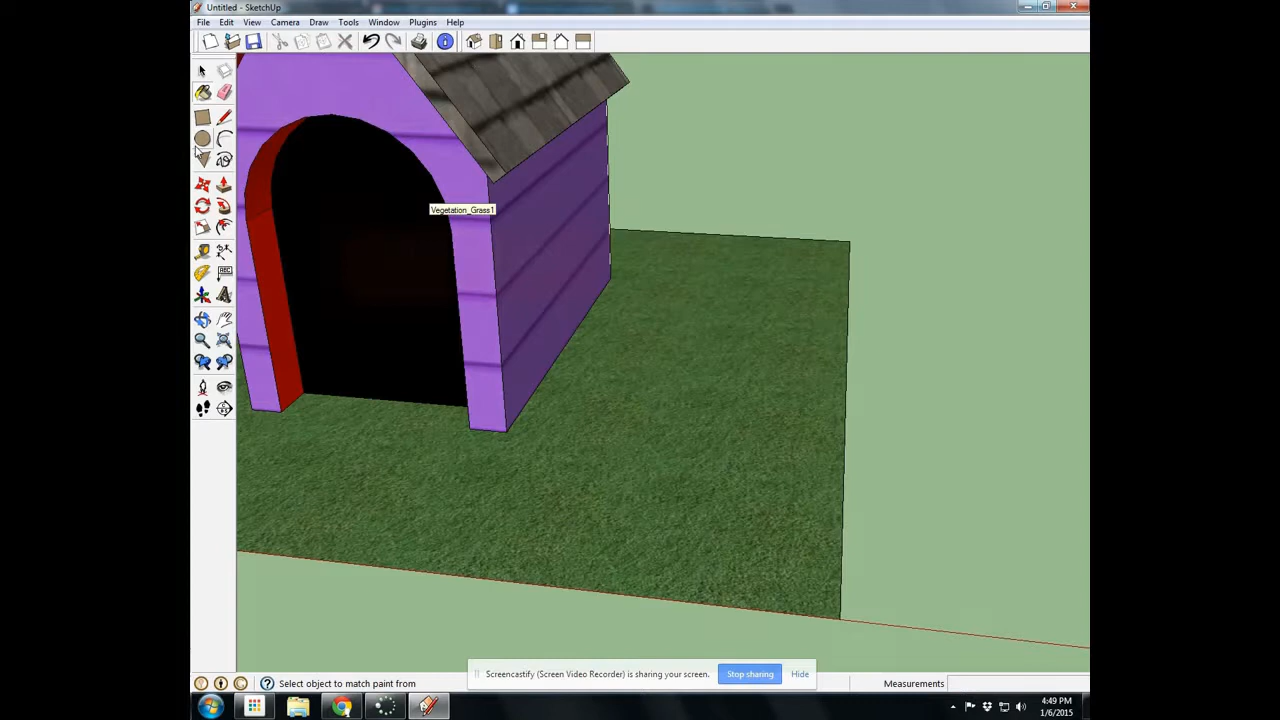 Untitled - SketchUp
File Edit View Camera Draw Tools Window Plugins Help
Vegetation_Grass1
ABC
Screencastify (Screen Video Recorder) is sharing your screen. Stop sharing Hide
Select object to match paint from Measurements
4:49 PM
1/6/2015